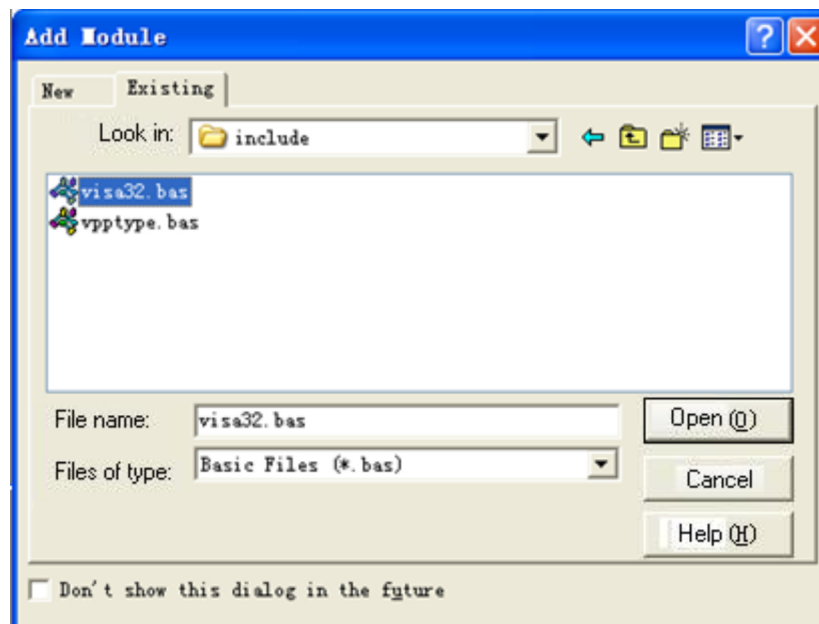 Add Module
New Existing
Look in: include
visa32.bas
vpptype.bas
File name: visa32.bas Open (O)
Files of type: Basic Files (*.bas)
Cancel
Help (H)
Don't show this dialog in the future